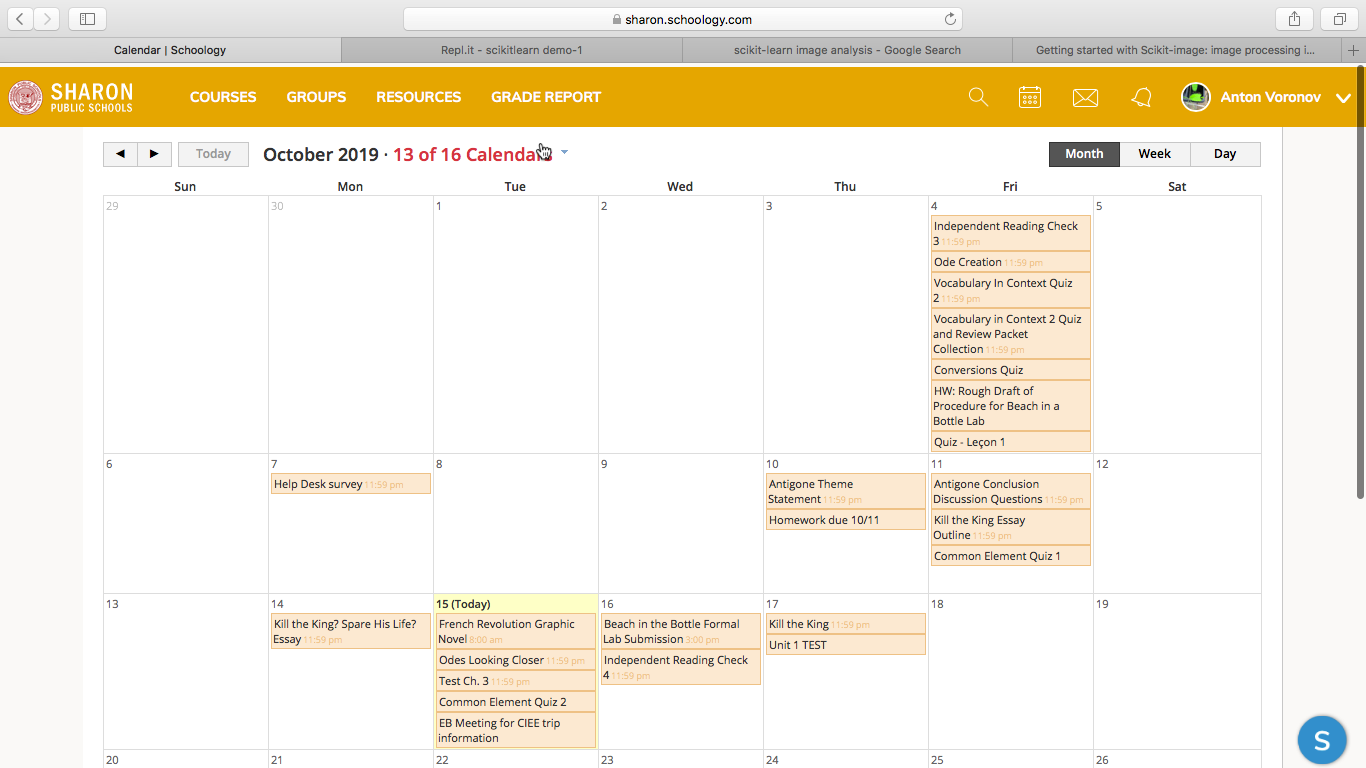 sharon.schoology.com
Calendar | Schoology
Repl.it - scikitlearn demo-1
scikit-learn image analysis - Google Search
Getting started with Scikit-image: image processing i...
SHARON
PUBLIC SCHOOLS
COURSES
GROUPS
RESOURCES
GRADE REPORT
Anton Voronov
Today
October 2019 · 13 of 16 Calendars
Month
Week
Day
Sun
Mon
Tue
Wed
Thu
Fri
Sat
29
30
1
2
3
4
Independent Reading Check
3 11:59 pm
Ode Creation 11:59 pm
Vocabulary In Context Quiz
2 11:59 pm
Vocabulary in Context 2 Quiz
and Review Packet
Collection 11:59 pm
Conversions Quiz
HW: Rough Draft of
Procedure for Beach in a
Bottle Lab
Quiz - Leçon 1
5
6
7
Help Desk survey 11:59 pm
8
9
10
Antigone Theme
Statement 11:59 pm
Homework due 10/11
11
Antigone Conclusion
Discussion Questions 11:59 pm
Kill the King Essay
Outline 11:59 pm
Common Element Quiz 1
12
13
14
Kill the King? Spare His Life?
Essay 11:59 pm
15 (Today)
French Revolution Graphic
Novel 8:00 am
Odes Looking Closer 11:59 pm
Test Ch. 3 11:59 pm
Common Element Quiz 2
EB Meeting for CIEE trip
information
16
Beach in the Bottle Formal
Lab Submission 3:00 pm
Independent Reading Check
4 11:59 pm
17
Kill the King 11:59 pm
Unit 1 TEST
18
19
20
21
22
23
24
25
26
S